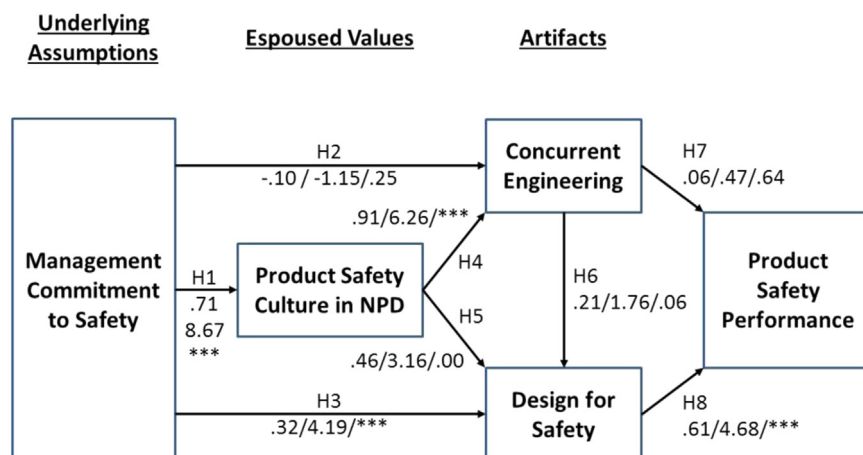 Underlying
Assumptions
Espoused Values
Artifacts
H2
-.10 / -1.15/.25
Concurrent
Engineering
H7
.06/.47/.64
.91/6.26/***
H4
Management
Commitment
to Safety
H1
.71
8.67
***
Product Safety
Culture in NPD
H5
.46/3.16/.00
H6
.21/1.76/.06
Product
Safety
Performance
H3
.32/4.19/***
Design for
Safety
H8
.61/4.68/***